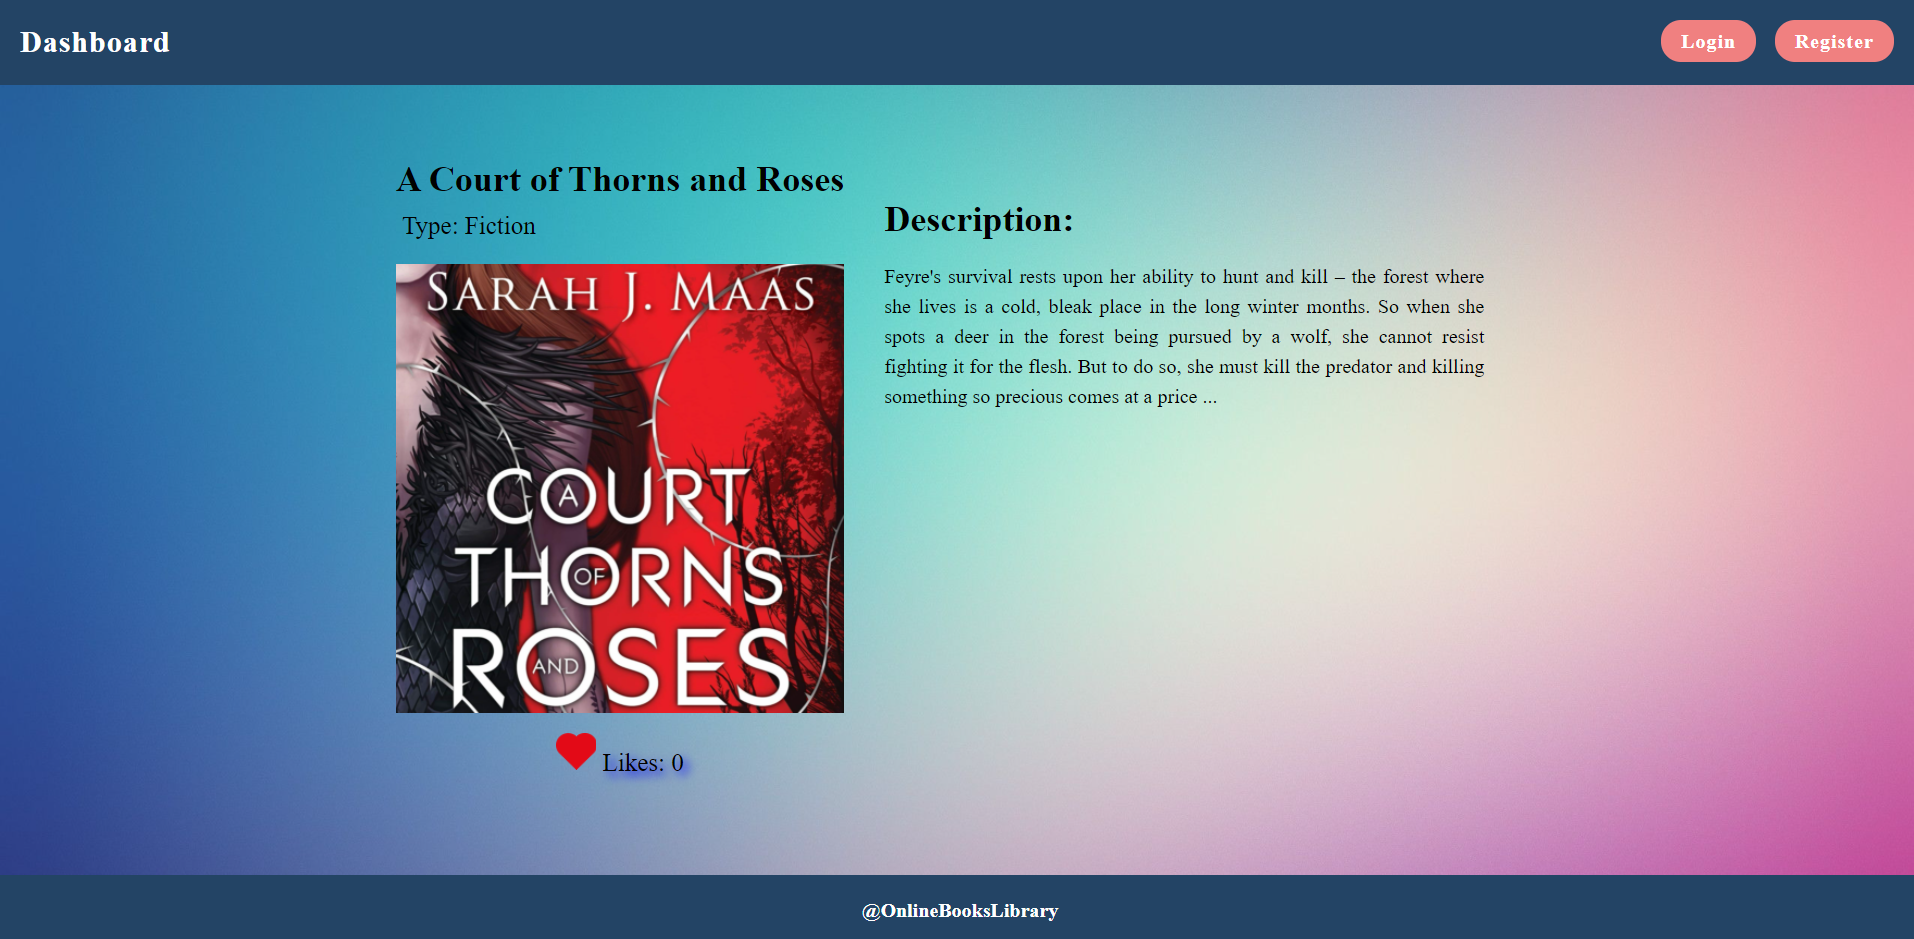 Dashboard
Login
Register
A Court of Thorns and Roses
Type: Fiction
SARAH J. MAAS
A
COURT
THORNS
OF
ROSES
AND
Likes: 0
Description:
Feyre's survival rests upon her ability to hunt and kill – the forest where
she lives is a cold, bleak place in the long winter months. So when she
spots a deer in the forest being pursued by a wolf, she cannot resist
fighting it for the flesh. But to do so, she must kill the predator and killing
something so precious comes at a price ...
@OnlineBooksLibrary